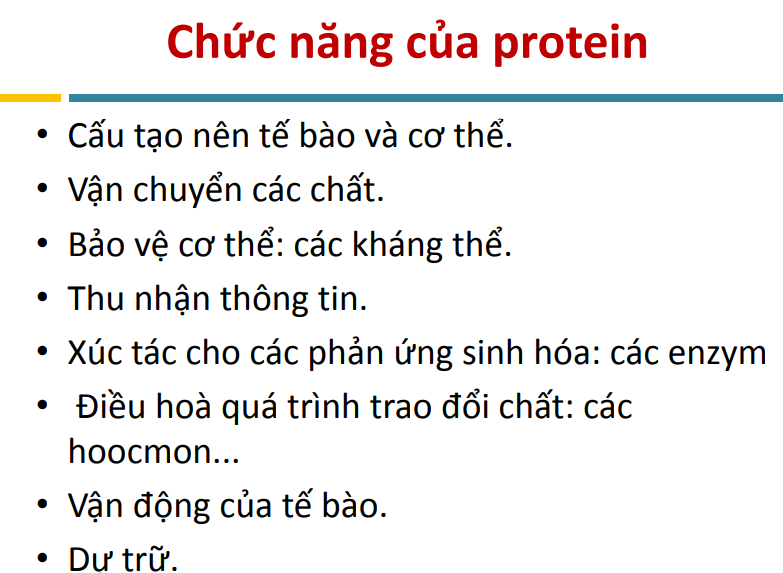 Chức năng của protein
• Cấu tạo nên tế bào và cơ thể.
• Vận chuyển các chất.
• Bảo vệ cơ thể: các kháng thể.
• Thu nhận thông tin.
• Xúc tác cho các phản ứng sinh hóa: các enzym
• Điều hoà quá trình trao đổi chất: các
hoocmon...
• Vận động của tế bào.
• Dự trữ.